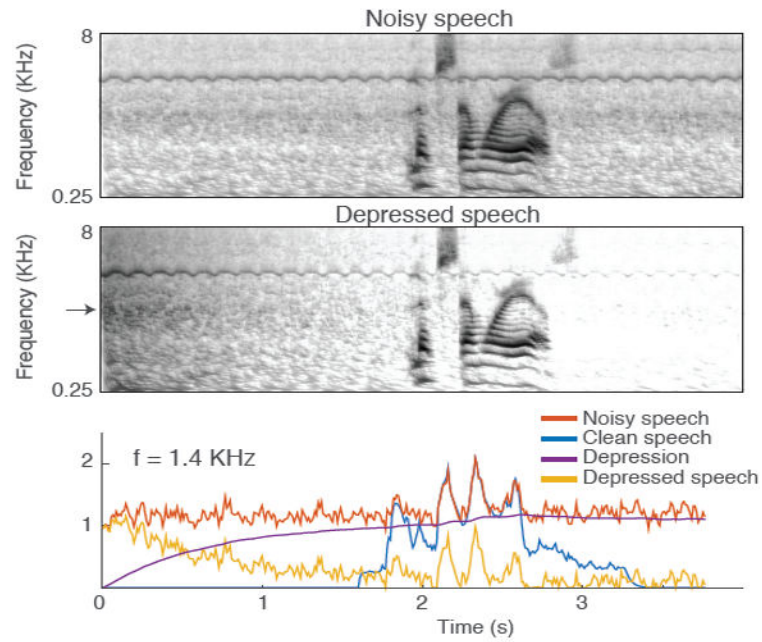 Noisy speech
8
Frequency (KHz)
0.25
Depressed speech
8
Frequency (KHz)
0.25
Noisy speech
Clean speech
Depression
Depressed speech
f = 1.4 KHz
2
1
0 1 2 3
Time (s)